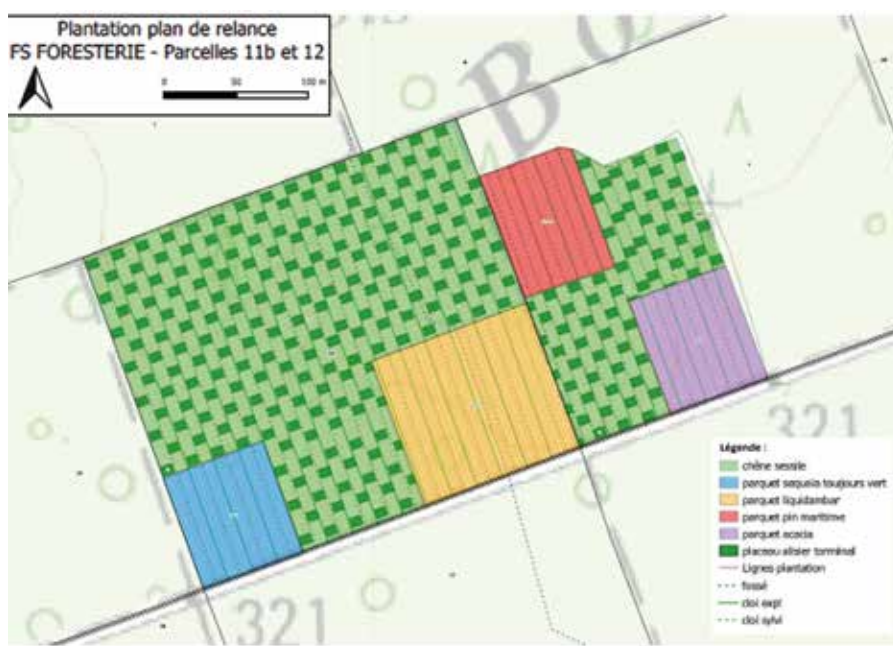 Plantation plan de relance
FS FORESTERIE - Parcelles 11b et 12
0 50 100 m
B
321
321
Légende :
chêne sessile
parquet sequoia toujours vert
parquet liquidambar
parquet pin maritime
parquet acacia
placeau alisier torminal
Lignes plantation
fossé
cloi expl
cloi sylvi